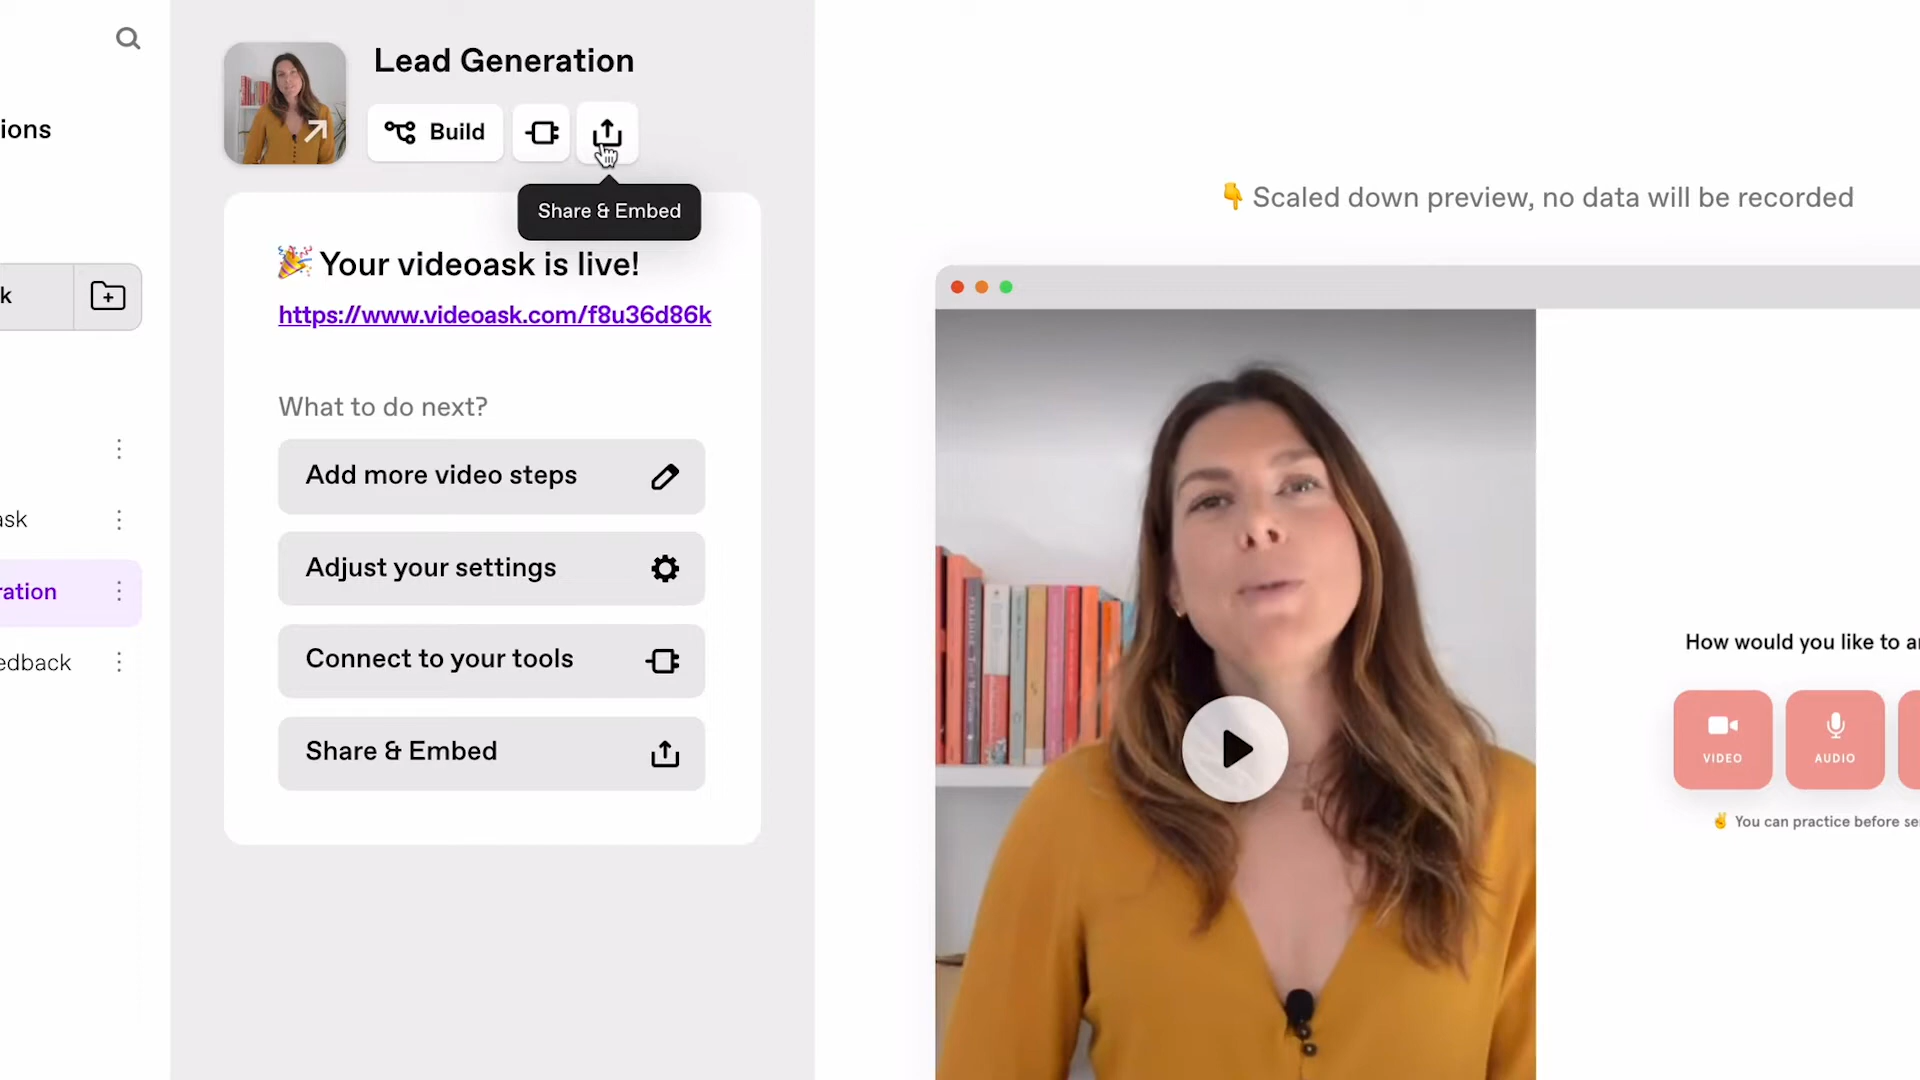 ions
k
ask
ration
edback
Lead Generation
Build
Share & Embed
🎉 Your videoask is live!
https://www.videoask.com/f8u36d86k
What to do next?
Add more video steps
Adjust your settings
Connect to your tools
Share & Embed
👇 Scaled down preview, no data will be recorded
How would you like to a
VIDEO
AUDIO
✌ You can practice before se